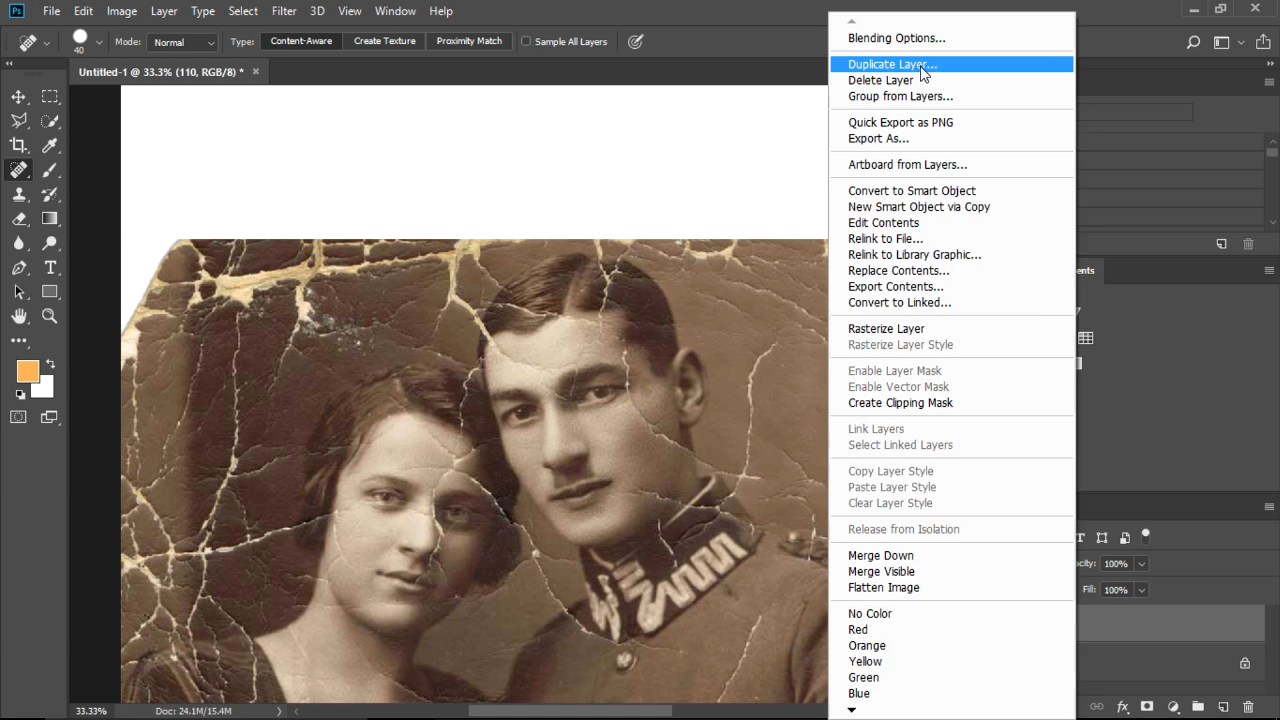 Ps File Edit Image Layer Type Select Filter 3D View Window Help
40 Mode: Normal Type: Content-Aware Create Texture Proximity Match Sample All Layers
Untitled-1 @ 33.3% (110, RGB/8) *
Blending Options...
Duplicate Layer...
Delete Layer
Group from Layers...
Quick Export as PNG
Export As...
Artboard from Layers...
Convert to Smart Object
New Smart Object via Copy
Edit Contents
Relink to File...
Relink to Library Graphic...
Replace Contents...
Export Contents...
Convert to Linked...
Rasterize Layer
Rasterize Layer Style
Enable Layer Mask
Enable Vector Mask
Create Clipping Mask
Link Layers
Select Linked Layers
Copy Layer Style
Paste Layer Style
Clear Layer Style
Release from Isolation
Merge Down
Merge Visible
Flatten Image
No Color
Red
Orange
Yellow
Green
Blue
ents
acity: 100%
Fill: 100%
33.33% Doc: 24.1M/15.4M